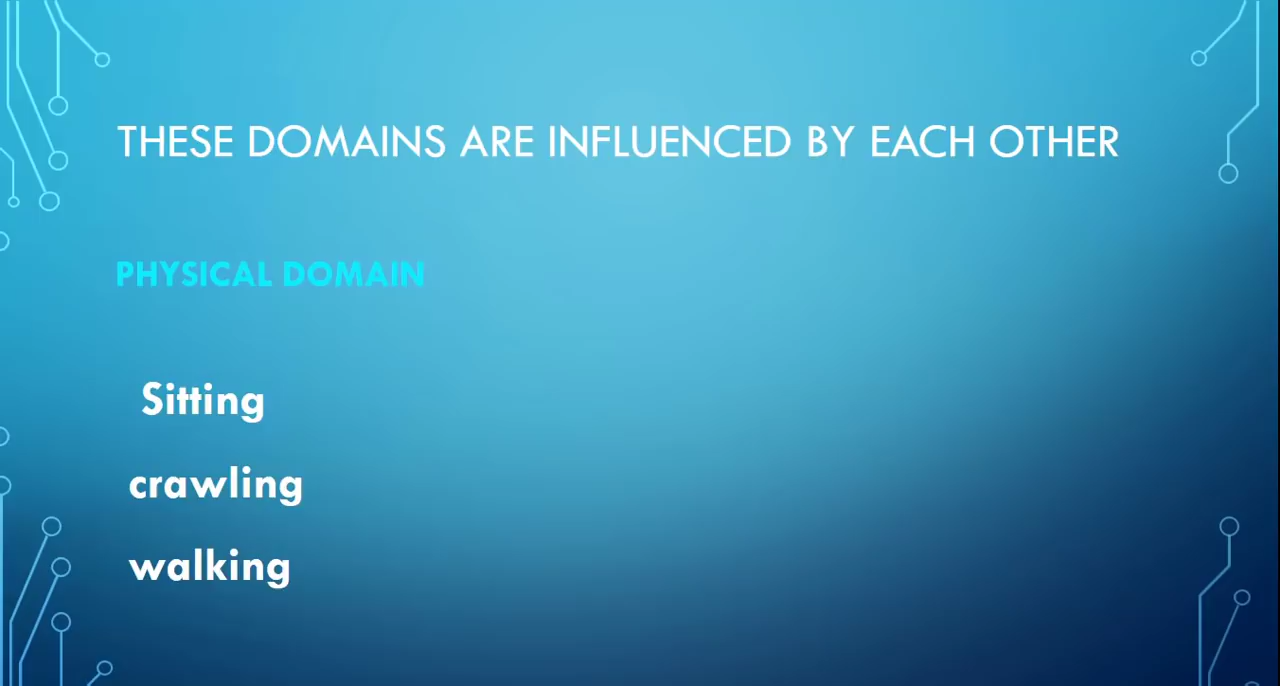 THESE DOMAINS ARE INFLUENCED BY EACH OTHER
PHYSICAL DOMAIN
Sitting
crawling
walking